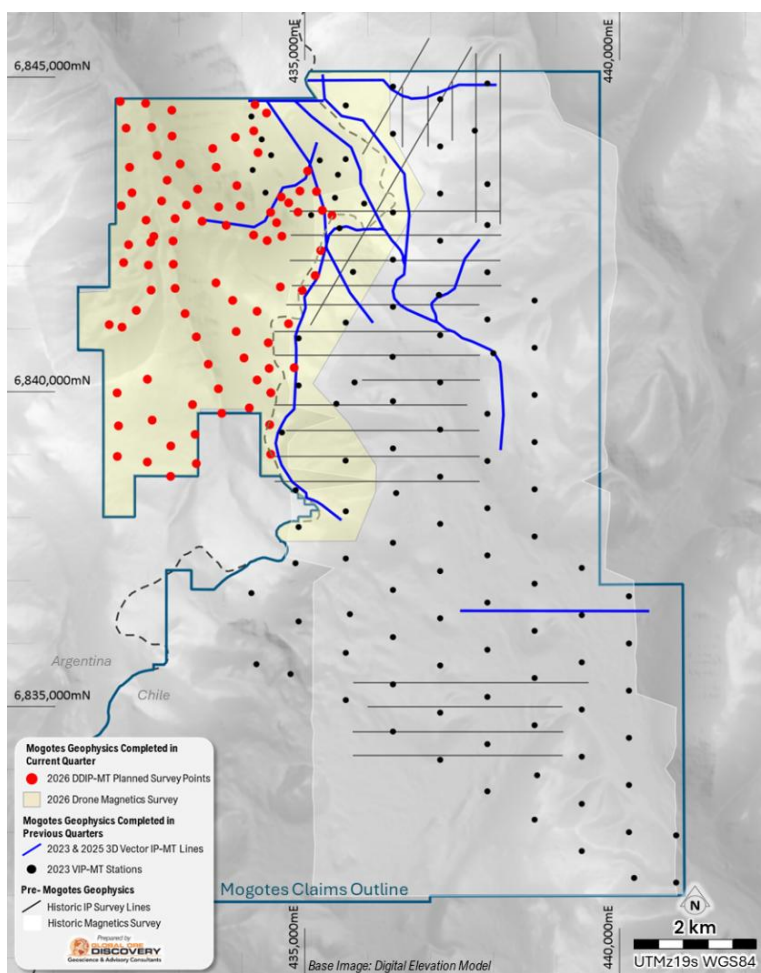 435,000mE
440,000mE
6,845,000mN
6,840,000mN
6,835,000mN
Argentina
Chile
Mogotes Geophysics Completed in
Current Quarter
2026 DDIP-MT Planned Survey Points
2026 Drone Magnetics Survey
Mogotes Geophysics Completed in
Previous Quarters
2023 & 2025 3D Vector IP-MT Lines
2023 VIP-MT Stations
Pre- Mogotes Geophysics
Historic IP Survey Lines
Historic Magnetics Survey
Prepared by
GLOBAL ORE
DISCOVERY
Geoscience & Advisory Consultants
Mogotes Claims Outline
435,000mE
440,000mE
N
2 km
UTMz19s WGS84
Base Image: Digital Elevation Model